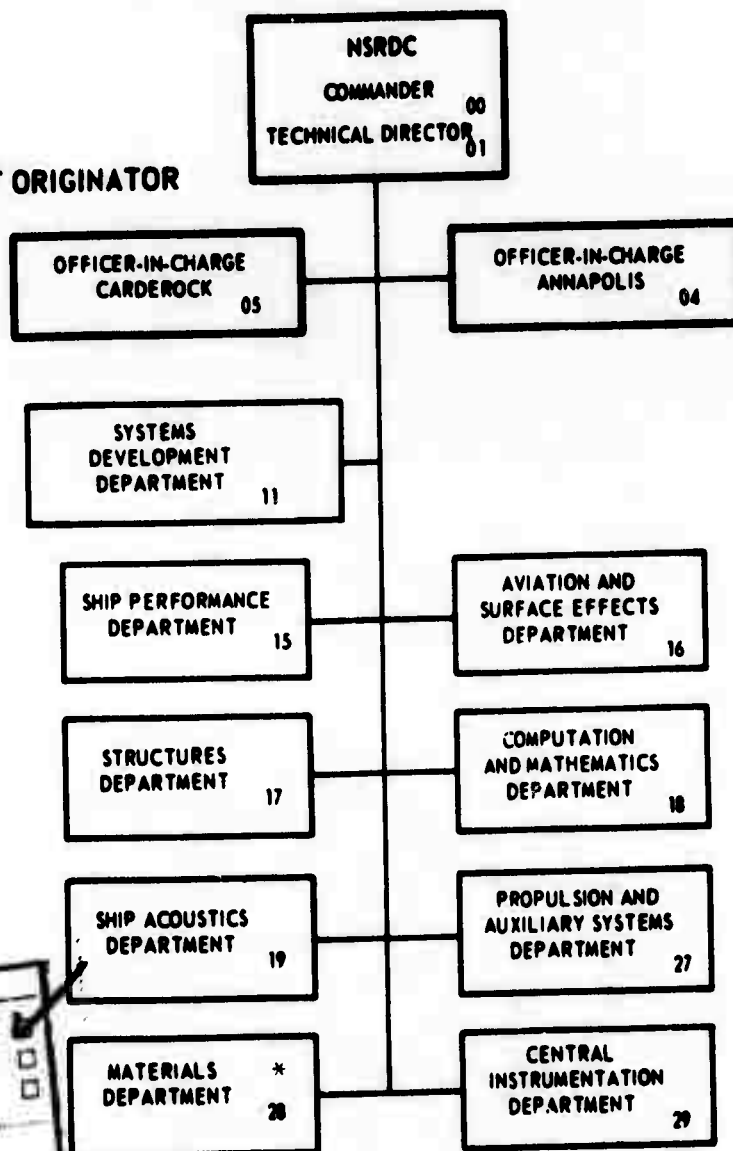 NSRDC
COMMANDER
00
TECHNICAL DIRECTOR
01
ORIGINATOR
OFFICER-IN-CHARGE
CARDEROCK
05
OFFICER-IN-CHARGE
ANNAPOLIS
04
SYSTEMS
DEVELOPMENT
DEPARTMENT
11
SHIP PERFORMANCE
DEPARTMENT
15
AVIATION AND
SURFACE EFFECTS
DEPARTMENT
16
STRUCTURES
DEPARTMENT
17
COMPUTATION
AND MATHEMATICS
DEPARTMENT
18
SHIP ACOUSTICS
DEPARTMENT
19
PROPULSION AND
AUXILIARY SYSTEMS
DEPARTMENT
27
MATERIALS *
DEPARTMENT
28
CENTRAL
INSTRUMENTATION
DEPARTMENT
29